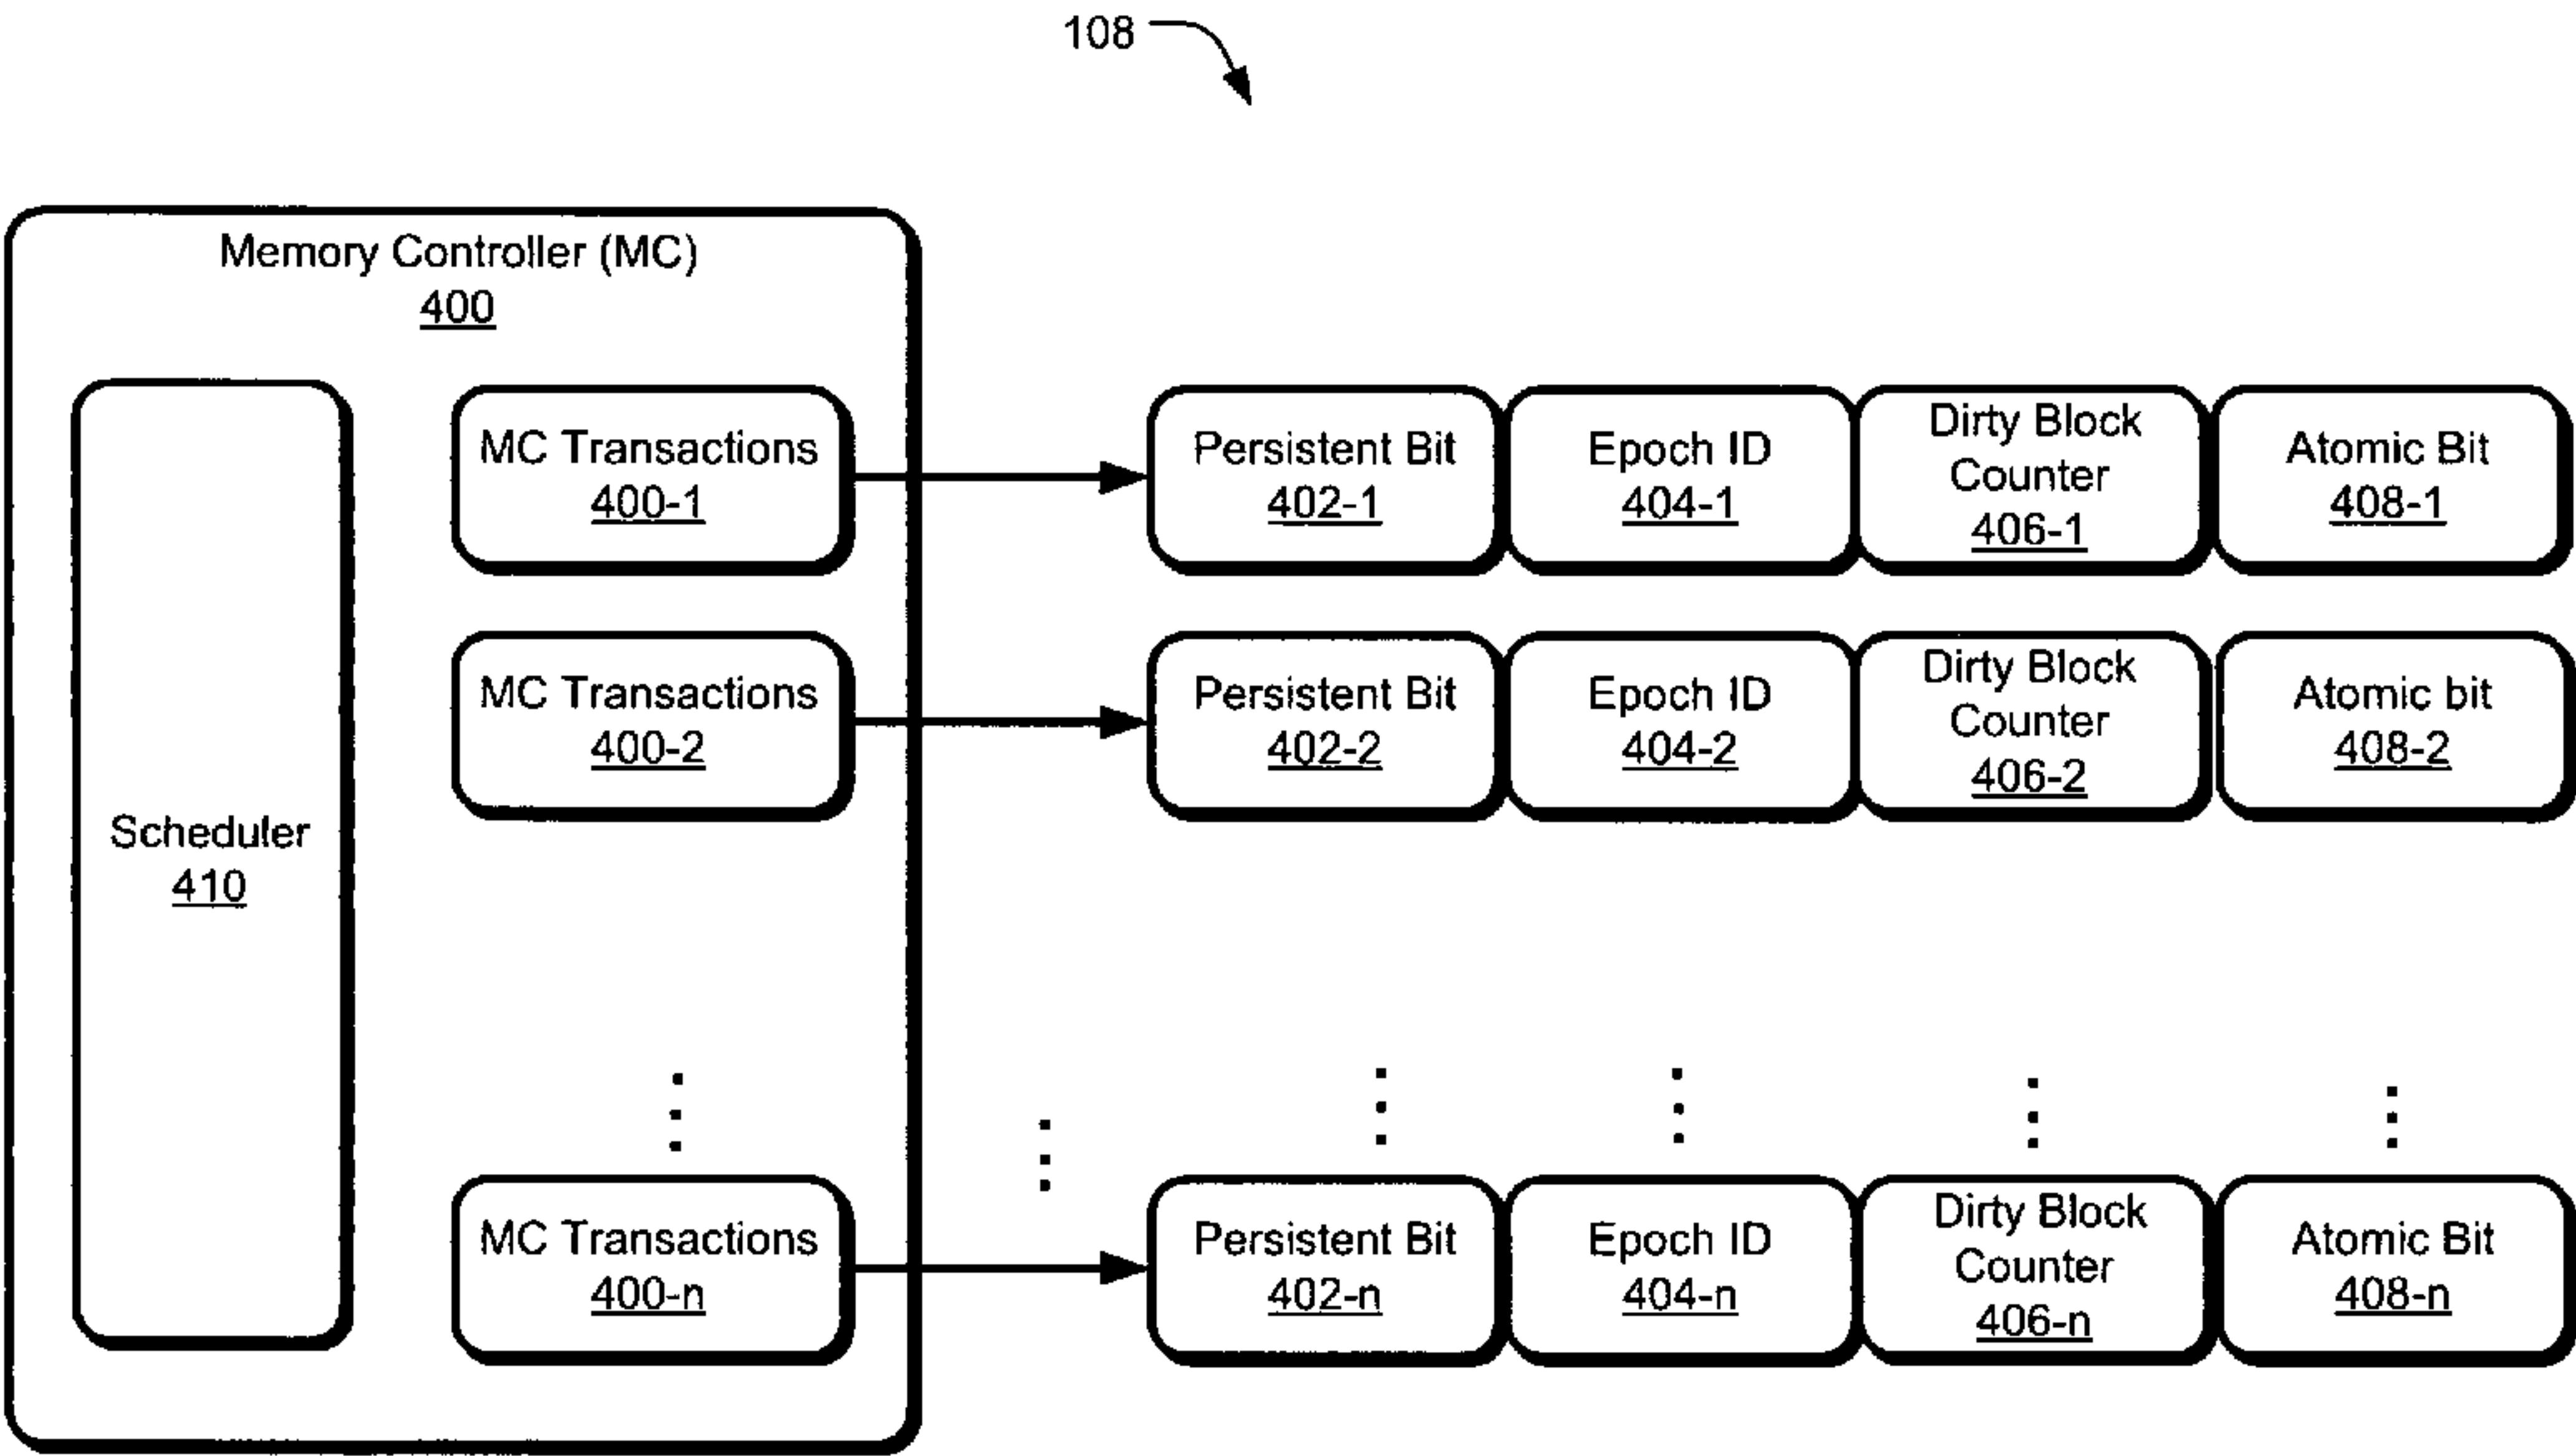 108
Memory Controller (MC)
400
Scheduler
410
MC Transactions
400-1
Persistent Bit
402-1
Epoch ID
404-1
Dirty Block
Counter
406-1
Atomic Bit
408-1
MC Transactions
400-2
Persistent Bit
402-2
Epoch ID
404-2
Dirty Block
Counter
406-2
Atomic bit
408-2
MC Transactions
400-n
Persistent Bit
402-n
Epoch ID
404-n
Dirty Block
Counter
406-n
Atomic Bit
408-n